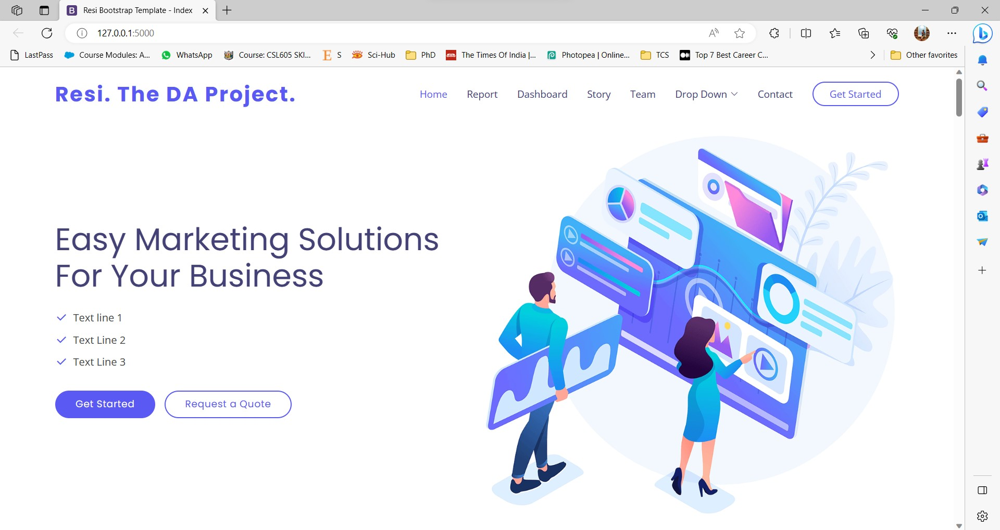 Resi Bootstrap Template - Index
127.0.0.1:5000
LastPass Course Modules: A... WhatsApp Course: CSL605 SKI... S Sci-Hub PhD The Times Of India |... Photopea | Online... TCS Top 7 Best Career C... Other favorites
Resi. The DA Project. Home Report Dashboard Story Team Drop Down Contact Get Started
Easy Marketing Solutions
For Your Business
Text line 1
Text Line 2
Text Line 3
Get Started Request a Quote